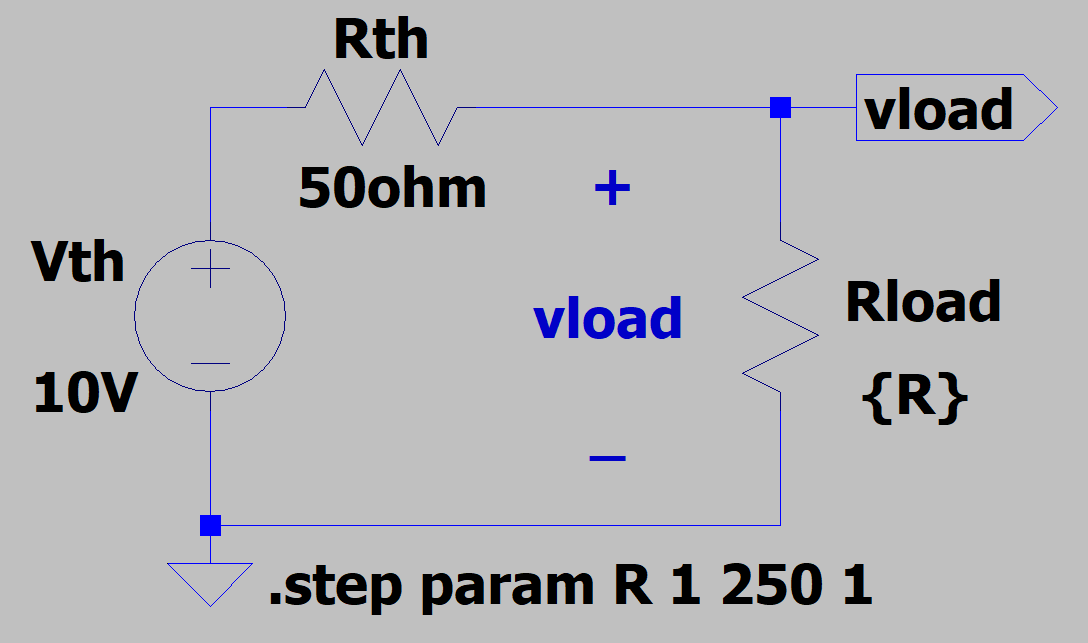 Rth
vload
50ohm
+
Vth
vload
Rload
10V
{R}
–
.step param R 1 250 1